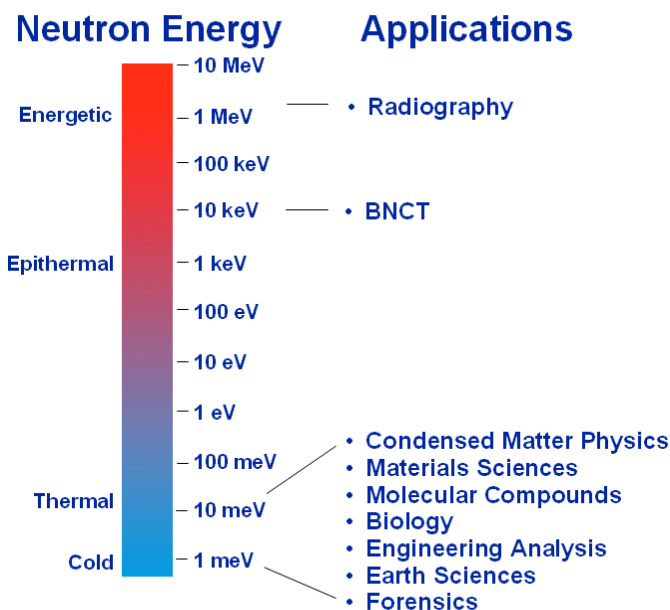 Neutron Energy
Applications
10 MeV
Energetic
1 MeV
• Radiography
100 keV
10 keV
• BNCT
Epithermal
1 keV
100 eV
10 eV
1 eV
100 meV
Thermal
10 meV
Cold
1 meV
• Condensed Matter Physics
• Materials Sciences
• Molecular Compounds
• Biology
• Engineering Analysis
• Earth Sciences
• Forensics